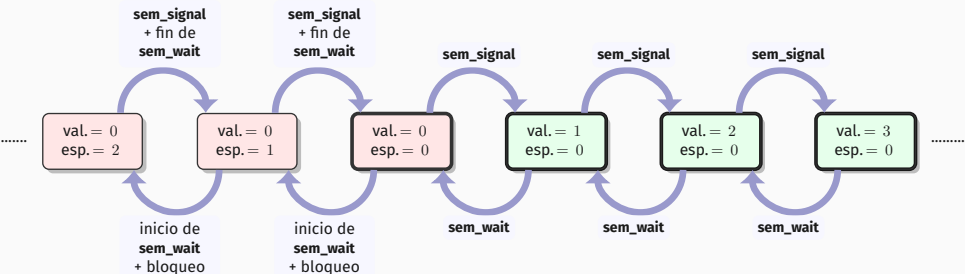 sem_signal
+ fin de
sem_wait
sem_signal
+ fin de
sem_wait
sem_signal
sem_signal
sem_signal
val.= 0
esp.= 2
val.= 0
esp.= 1
val.= 0
esp.= 0
val.= 1
esp.= 0
val.= 2
esp.= 0
val.= 3
esp.= 0
inicio de
sem_wait
+ bloqueo
inicio de
sem_wait
+ bloqueo
sem_wait
sem_wait
sem_wait